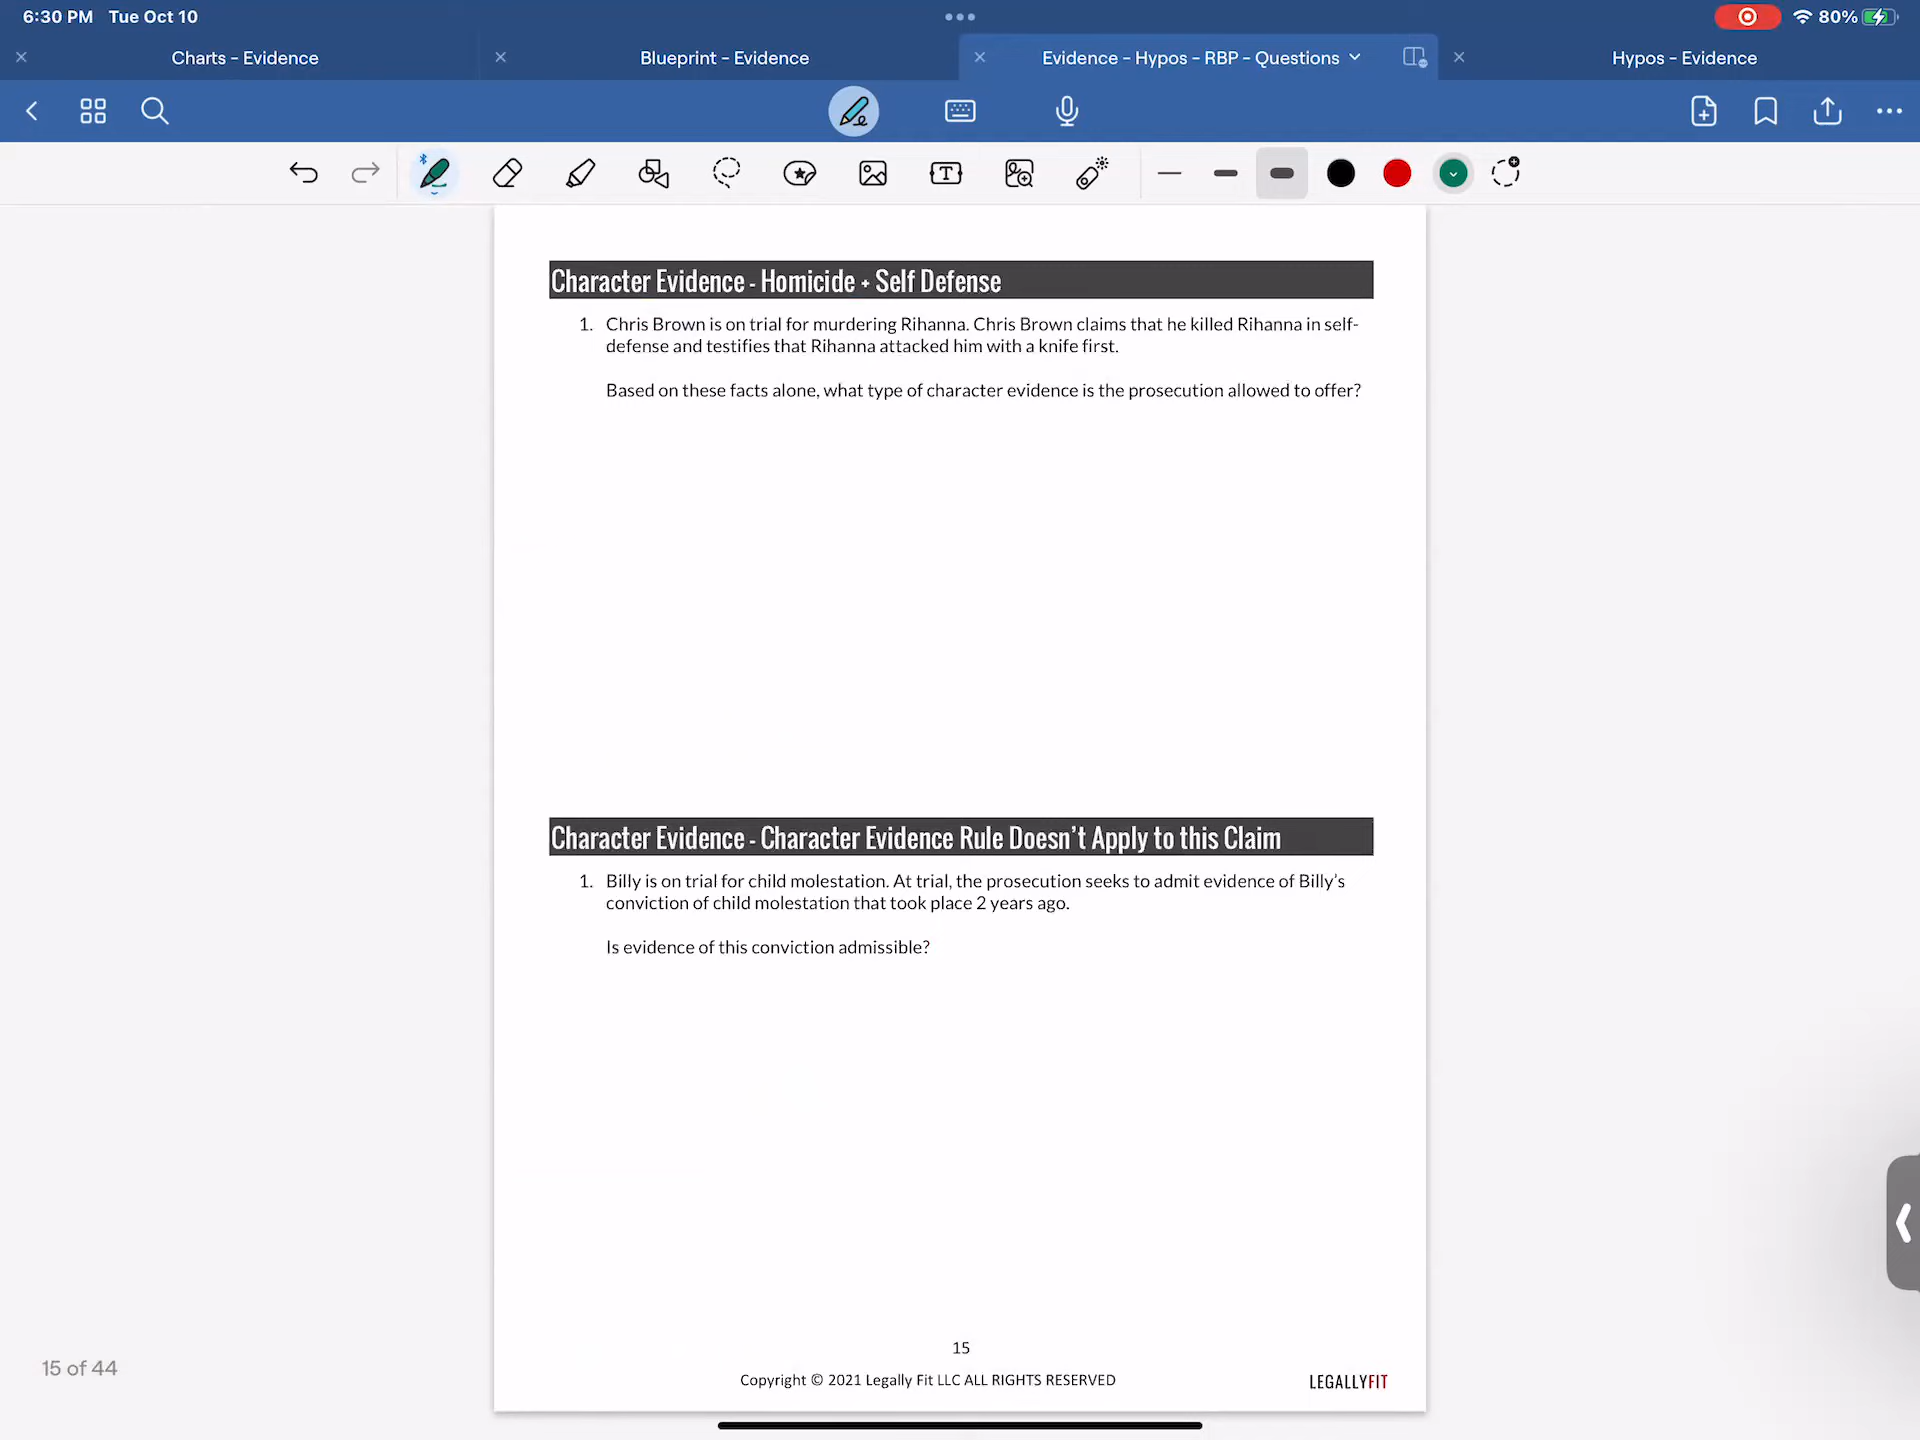 6:30 PM Tue Oct 10
80%
Charts - Evidence
Blueprint - Evidence
Evidence - Hypos - RBP - Questions
Hypos - Evidence
Character Evidence - Homicide + Self Defense
1. Chris Brown is on trial for murdering Rihanna. Chris Brown claims that he killed Rihanna in self-
defense and testifies that Rihanna attacked him with a knife first.
Based on these facts alone, what type of character evidence is the prosecution allowed to offer?
Character Evidence - Character Evidence Rule Doesn't Apply to this Claim
1. Billy is on trial for child molestation. At trial, the prosecution seeks to admit evidence of Billy's
conviction of child molestation that took place 2 years ago.
Is evidence of this conviction admissible?
15
15 of 44
Copyright © 2021 Legally Fit LLC ALL RIGHTS RESERVED
LEGALLYFIT